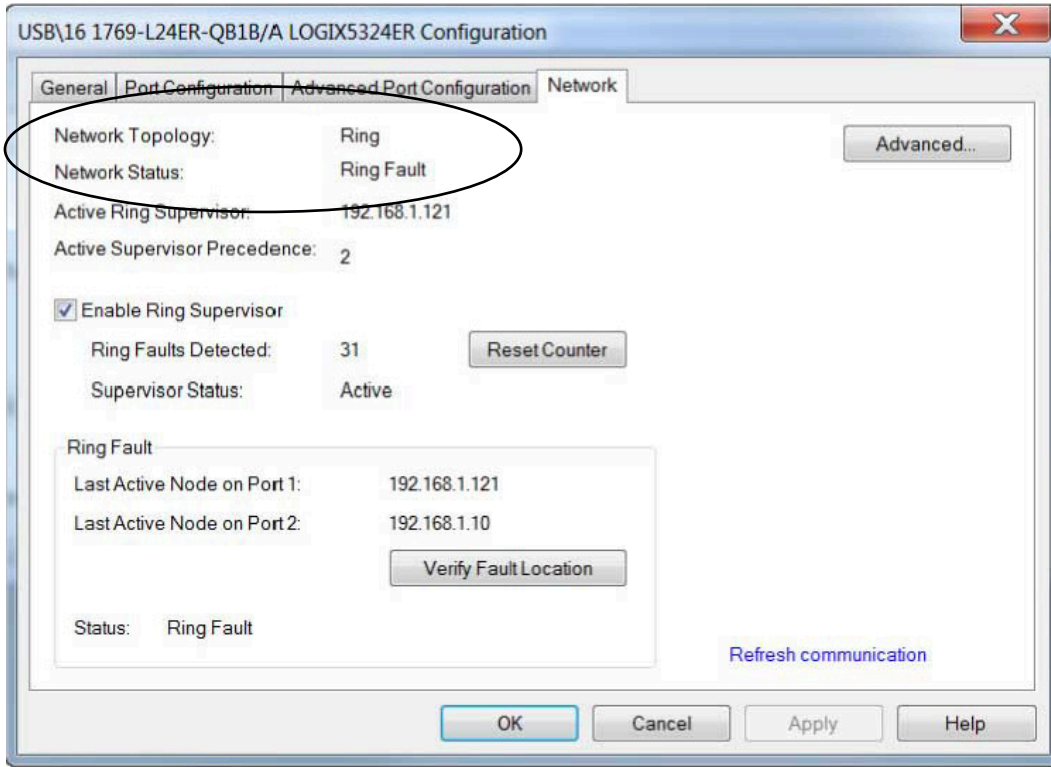 USB\16 1769-L24ER-QB1B/A LOGIX5324ER Configuration
General Port Configuration Advanced Port Configuration Network
Network Topology: Ring Advanced...
Network Status: Ring Fault
Active Ring Supervisor: 192.168.1.121
Active Supervisor Precedence: 2
Enable Ring Supervisor
Ring Faults Detected: 31 Reset Counter
Supervisor Status: Active
Ring Fault
Last Active Node on Port 1: 192.168.1.121
Last Active Node on Port 2: 192.168.1.10
Verify Fault Location
Status: Ring Fault
Refresh communication
OK Cancel Apply Help